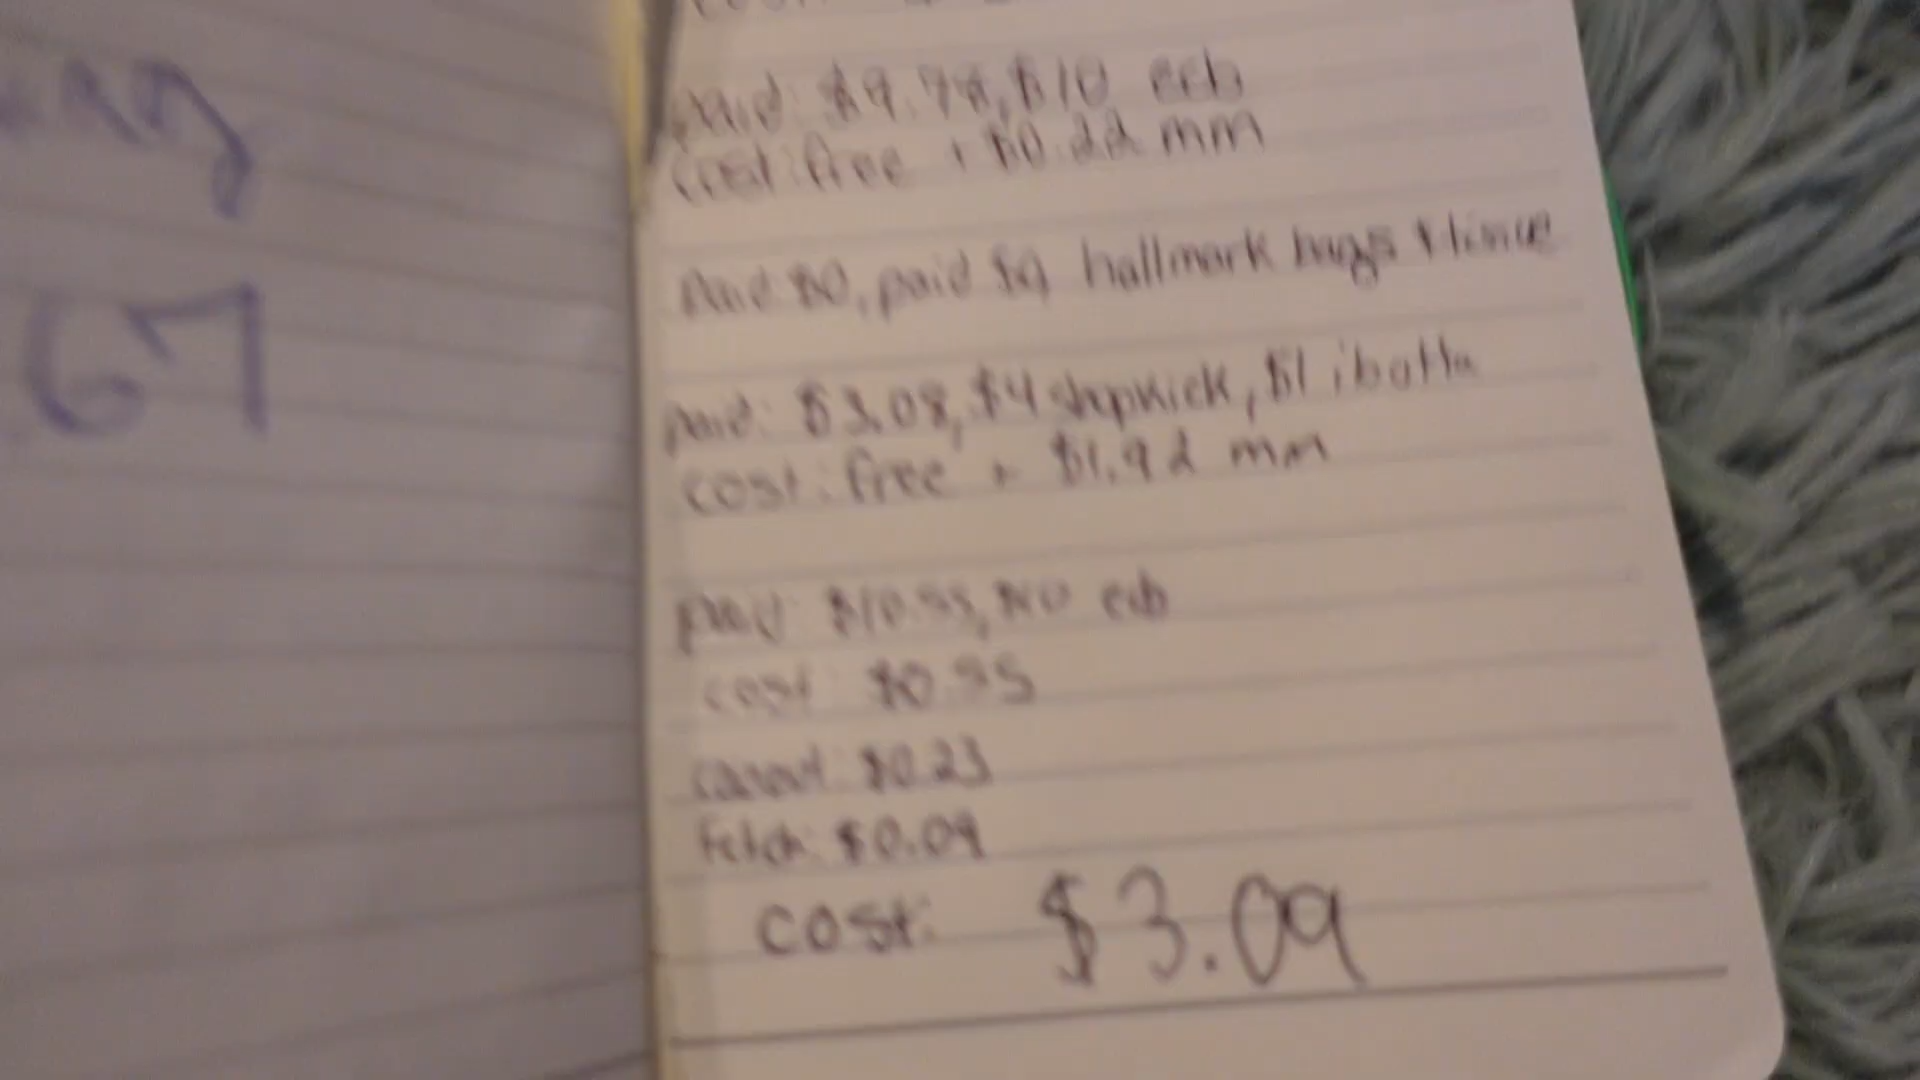 67
paid: $9.78, $10 ecb
cost: free + $0.22 mm
paid $0, paid $9 hallmark bags &
paid: $3.08, $4 shopkick, $1 ibotta
cost: free + $1.92 mm
paid: $10.55, $10 ecb
cost: $0.55
$0.23
fetch: $0.09
cost: $3.09